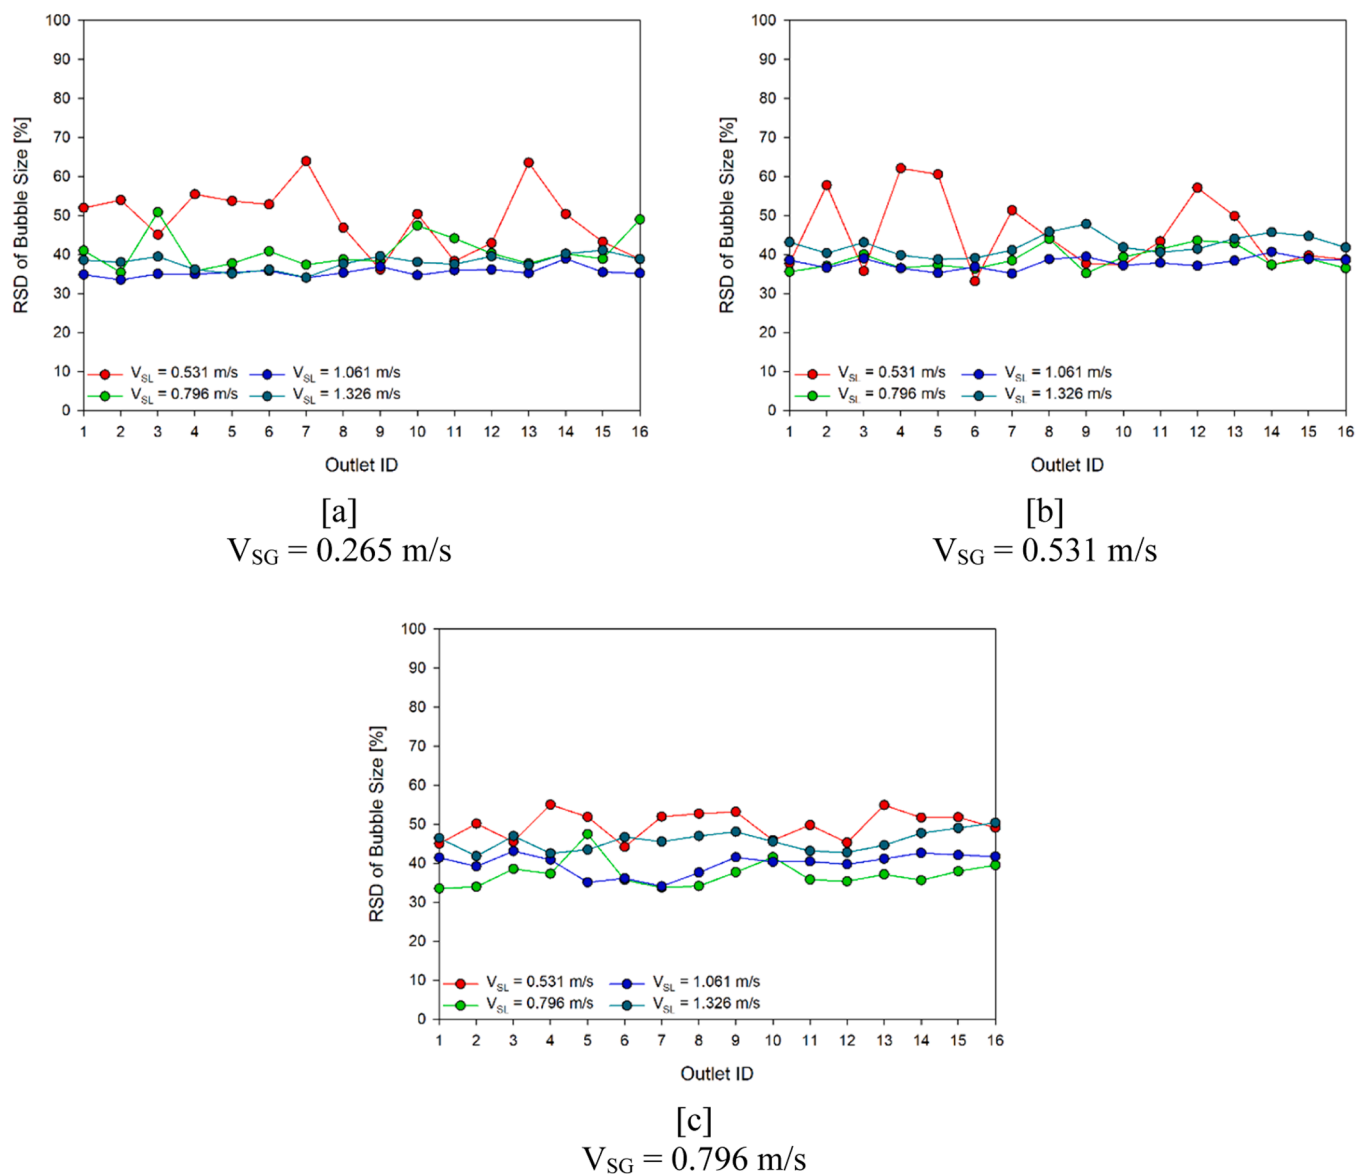 100
90
80
70
60
50
40
30
20
10
0
RSD of Bubble Size [%]
V_SL = 0.531 m/s V_SL = 1.061 m/s
V_SL = 0.796 m/s V_SL = 1.326 m/s
1 2 3 4 5 6 7 8 9 10 11 12 13 14 15 16
Outlet ID
[a]
V_SG = 0.265 m/s
100
90
80
70
60
50
40
30
20
10
0
RSD of Bubble Size [%]
V_SL = 0.531 m/s V_SL = 1.061 m/s
V_SL = 0.796 m/s V_SL = 1.326 m/s
1 2 3 4 5 6 7 8 9 10 11 12 13 14 15 16
Outlet ID
[b]
V_SG = 0.531 m/s
100
90
80
70
60
50
40
30
20
10
0
RSD of Bubble Size [%]
V_SL = 0.531 m/s V_SL = 1.061 m/s
V_SL = 0.796 m/s V_SL = 1.326 m/s
1 2 3 4 5 6 7 8 9 10 11 12 13 14 15 16
Outlet ID
[c]
V_SG = 0.796 m/s